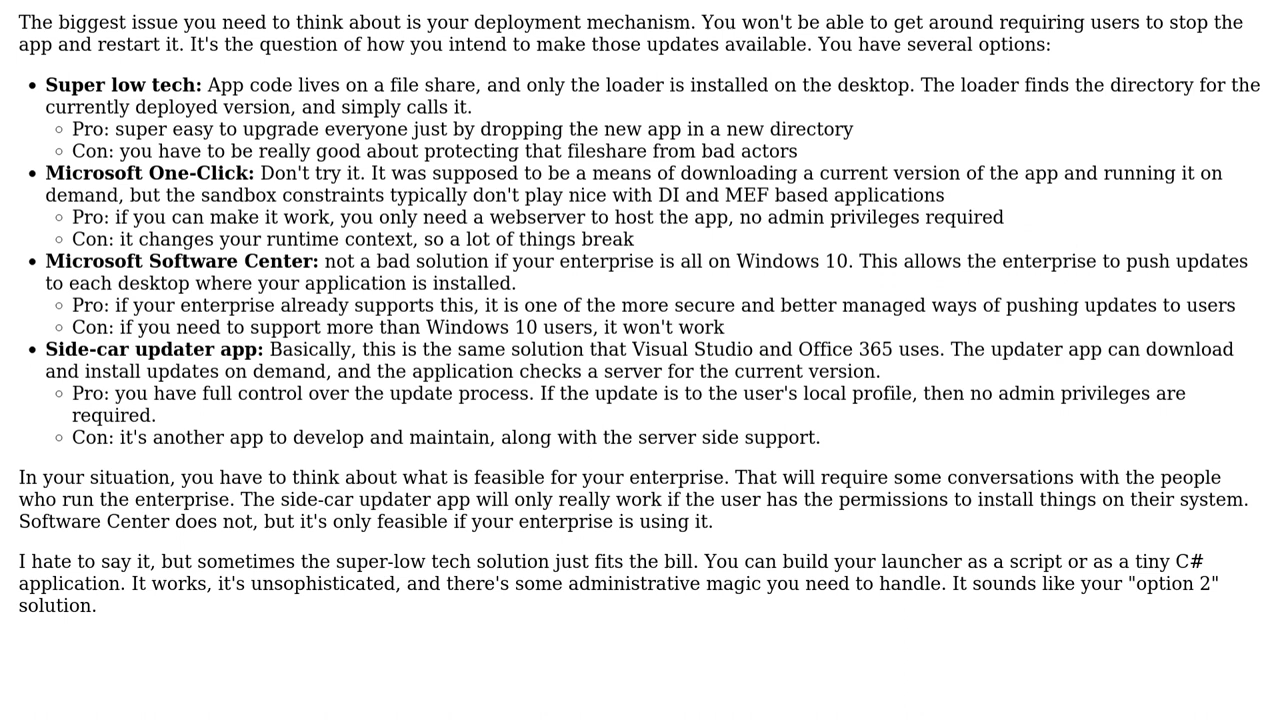 The biggest issue you need to think about is your deployment mechanism. You won't be able to get around requiring users to stop the
app and restart it. It's the question of how you intend to make those updates available. You have several options:
• Super low tech: App code lives on a file share, and only the loader is installed on the desktop. The loader finds the directory for the
currently deployed version, and simply calls it.
◦ Pro: super easy to upgrade everyone just by dropping the new app in a new directory
◦ Con: you have to be really good about protecting that fileshare from bad actors
• Microsoft One-Click: Don't try it. It was supposed to be a means of downloading a current version of the app and running it on
demand, but the sandbox constraints typically don't play nice with DI and MEF based applications
◦ Pro: if you can make it work, you only need a webserver to host the app, no admin privileges required
◦ Con: it changes your runtime context, so a lot of things break
• Microsoft Software Center: not a bad solution if your enterprise is all on Windows 10. This allows the enterprise to push updates
to each desktop where your application is installed.
◦ Pro: if your enterprise already supports this, it is one of the more secure and better managed ways of pushing updates to users
◦ Con: if you need to support more than Windows 10 users, it won't work
• Side-car updater app: Basically, this is the same solution that Visual Studio and Office 365 uses. The updater app can download
and install updates on demand, and the application checks a server for the current version.
◦ Pro: you have full control over the update process. If the update is to the user's local profile, then no admin privileges are
required.
◦ Con: it's another app to develop and maintain, along with the server side support.
In your situation, you have to think about what is feasible for your enterprise. That will require some conversations with the people
who run the enterprise. The side-car updater app will only really work if the user has the permissions to install things on their system.
Software Center does not, but it's only feasible if your enterprise is using it.
I hate to say it, but sometimes the super-low tech solution just fits the bill. You can build your launcher as a script or as a tiny C#
application. It works, it's unsophisticated, and there's some administrative magic you need to handle. It sounds like your "option 2"
solution.